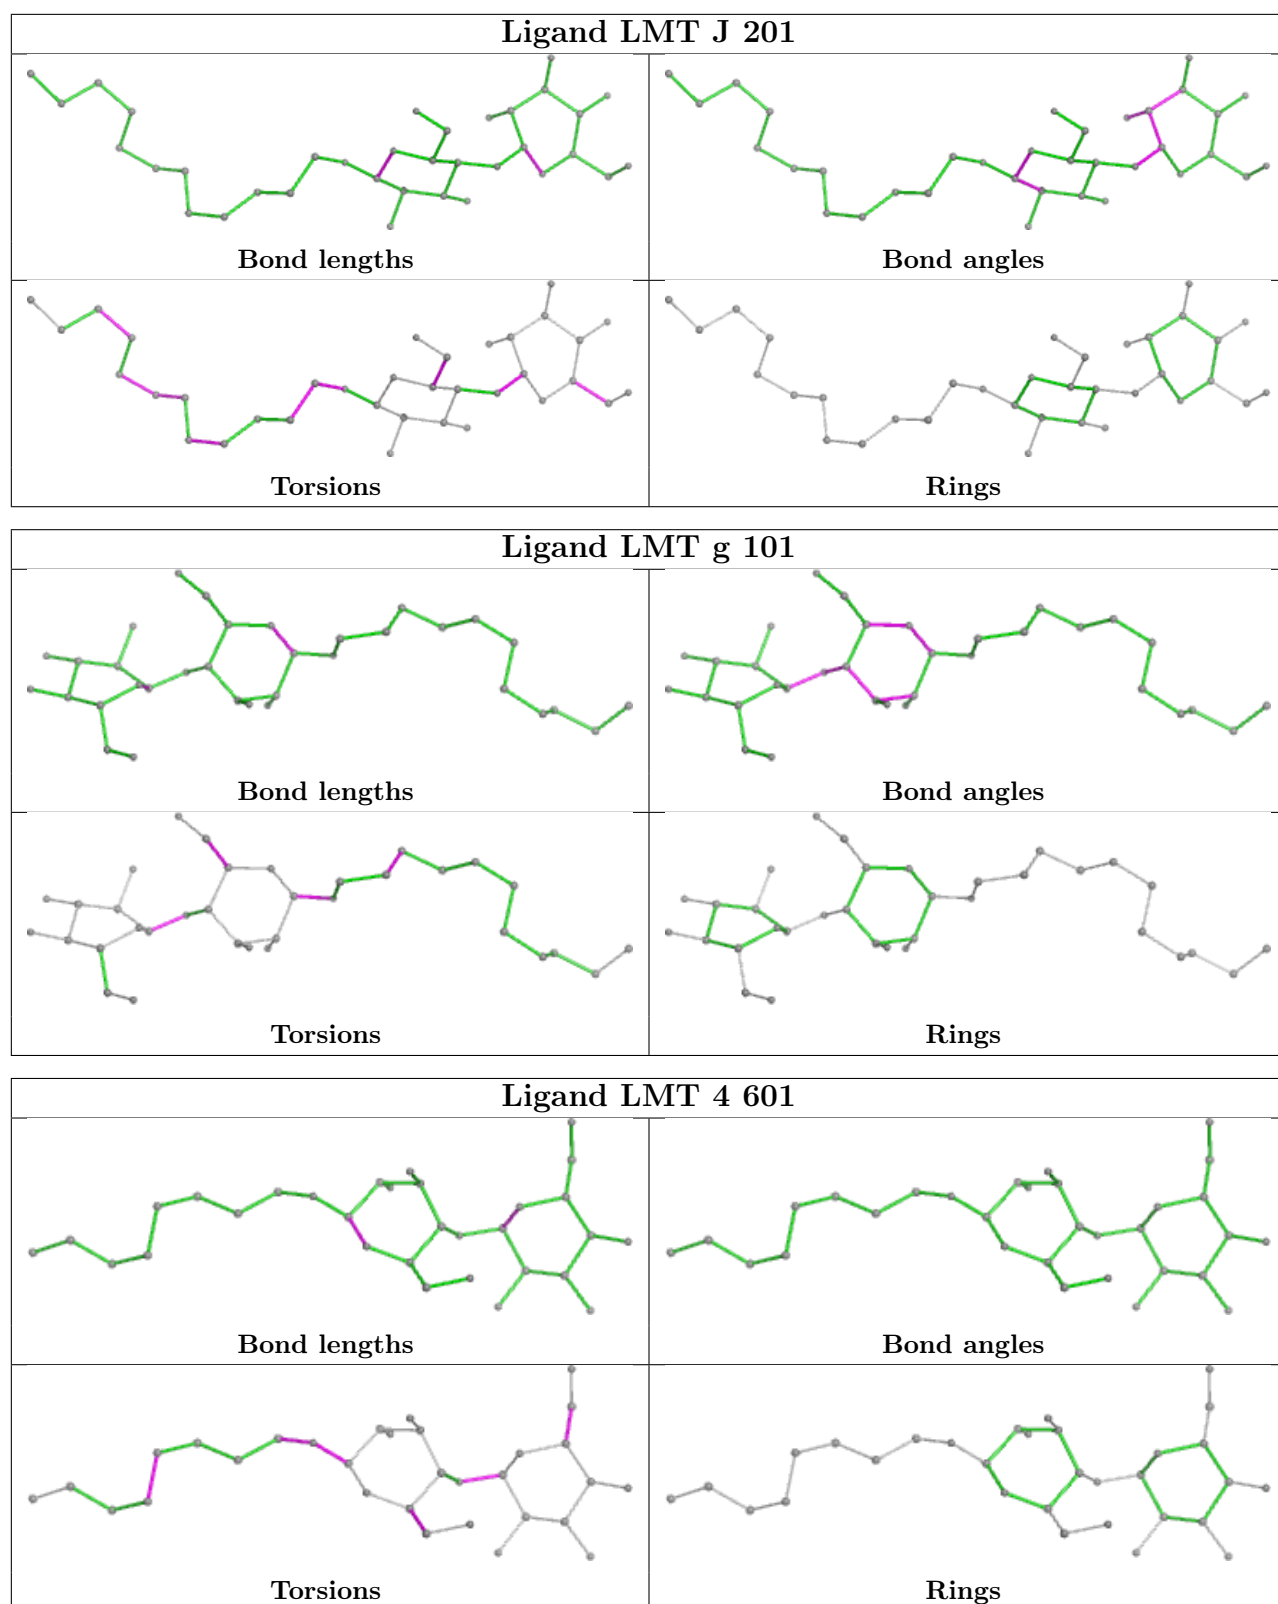 Ligand LMT J 201
Bond lengths
Bond angles
Torsions
Rings
Ligand LMT g 101
Bond lengths
Bond angles
Torsions
Rings
Ligand LMT 4 601
Bond lengths
Bond angles
Torsions
Rings